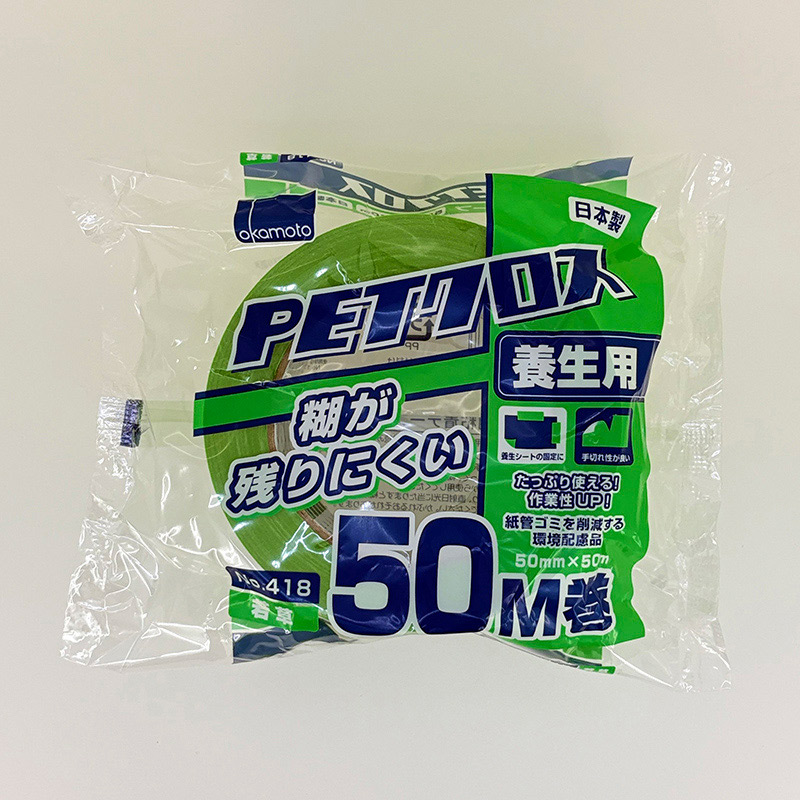 okamoto
日本製
PETクロス
養生用
糊が
残りにくい
養生シートの固定に
手切れ性が良い
たっぷり使える!
作業性UP!
紙管ゴミを削減する
環境配慮品
50mm×50m
50M巻
No.418
若草
PP